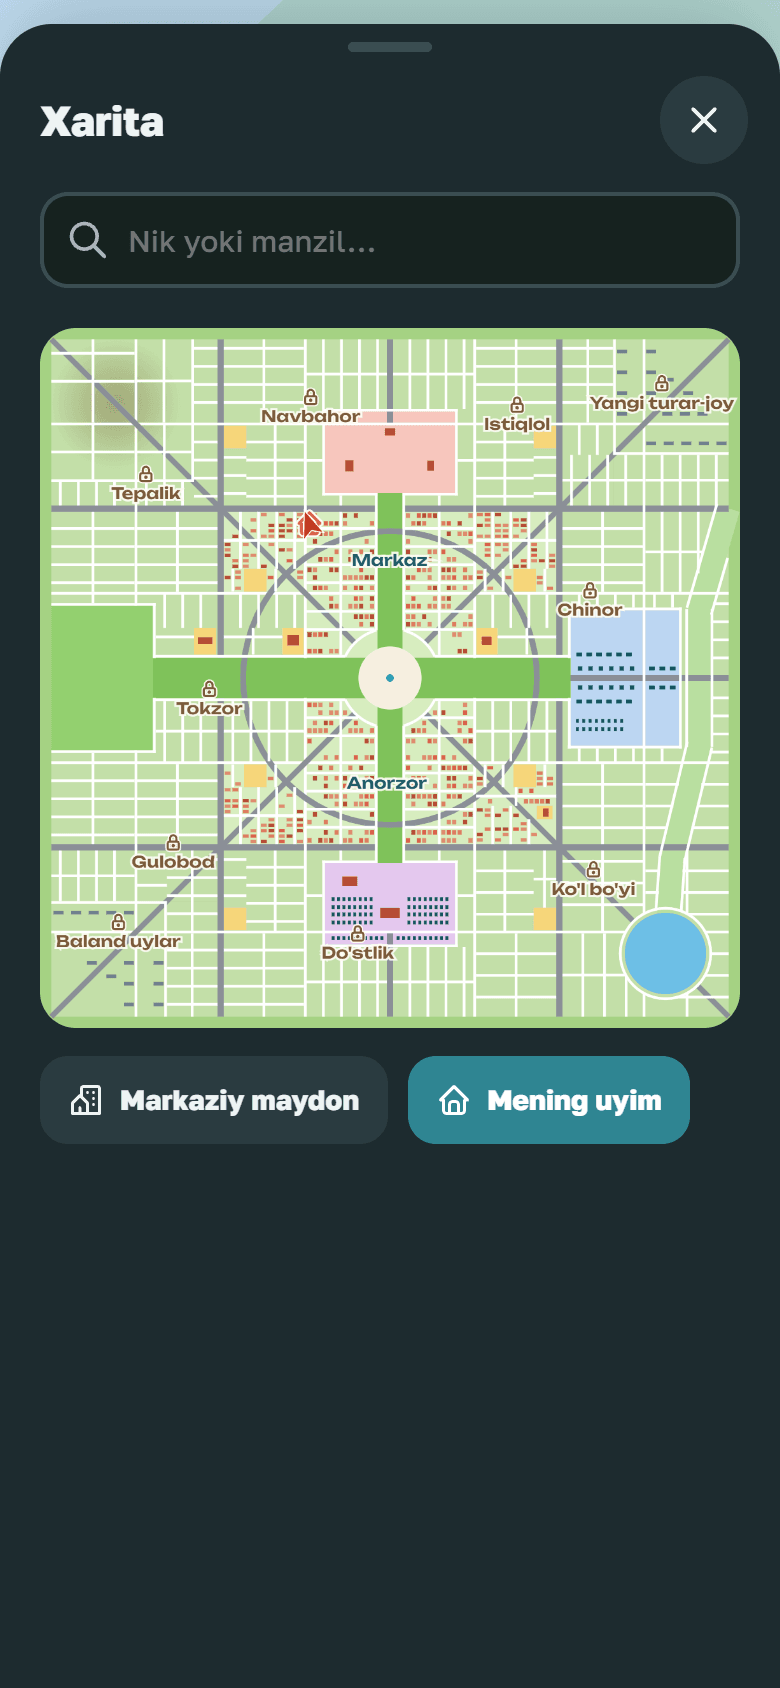 Xarita
Nik yoki manzil...
Navbahor
Istiqlol
Yangi turar-joy
Tepalik
Markaz
Chinor
Tokzor
Anorzor
Gulobod
Ko'l bo'yi
Baland uylar
Do'stlik
Markaziy maydon
Mening uyim